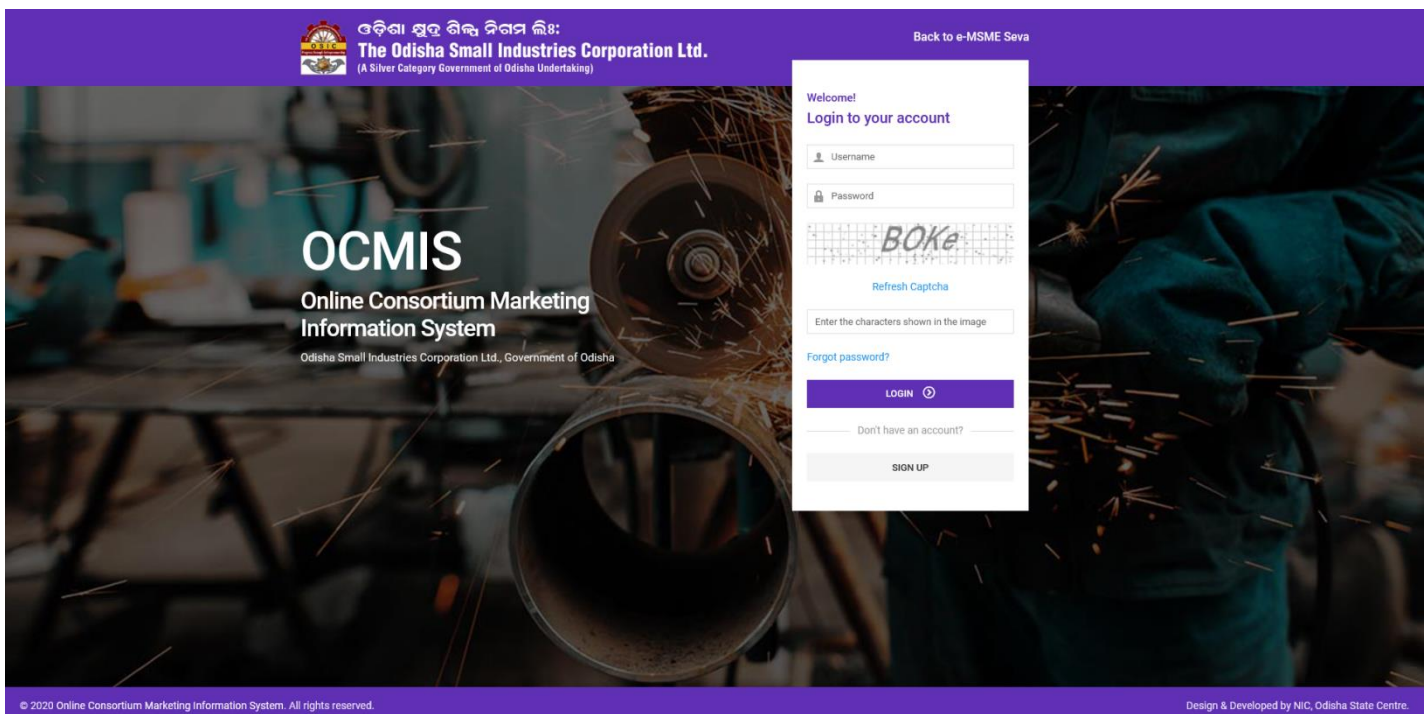 ଓଡ଼ିଶା କ୍ଷୁଦ୍ର ଶିଳ୍ପ ନିଗମ ଲିଃ:
The Odisha Small Industries Corporation Ltd.
(A Silver Category Government of Odisha Undertaking)
OSIC
Back to e-MSME Seva
OCMIS
Online Consortium Marketing
Information System
Odisha Small Industries Corporation Ltd., Government of Odisha
Welcome!
Login to your account
Username
Password
BOKe
Refresh Captcha
Enter the characters shown in the image
Forgot password?
LOGIN
Don't have an account?
SIGN UP
© 2020 Online Consortium Marketing Information System. All rights reserved.
Design & Developed by NIC, Odisha State Centre.